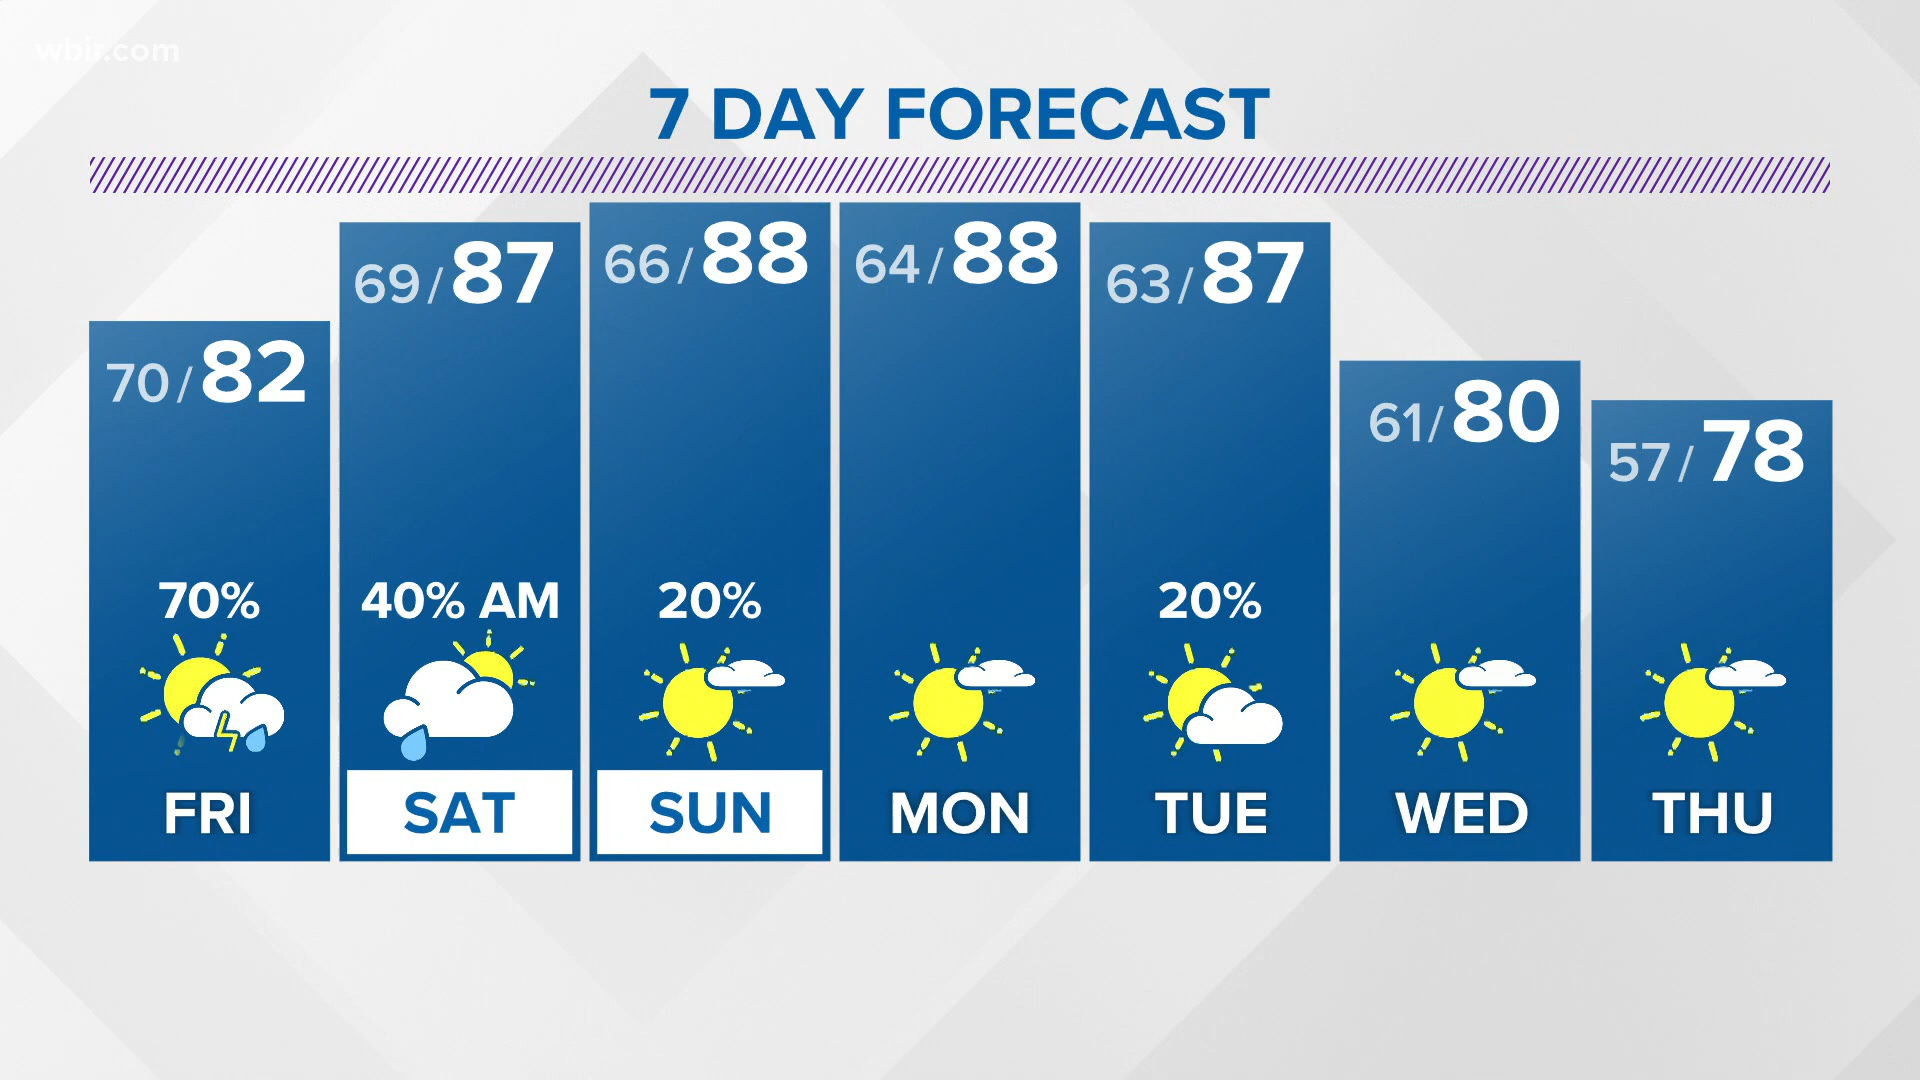 wbir.com
7 DAY FORECAST
70/82
70%
FRI
69/87
40% AM
SAT
66/88
20%
SUN
64/88
MON
63/87
20%
TUE
61/80
WED
57/78
THU